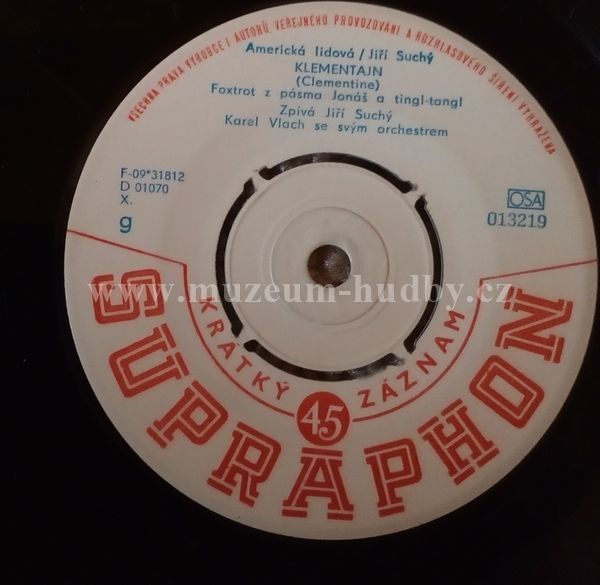 VŠECHNA PRÁVA VÝROBCE I AUTORŮ, VEŘEJNÉHO PROVOZOVÁNÍ A ROZHLASOVÉHO ŠÍŘENÍ VYHRAŽENA
Americká lidová / Jiří Suchý
KLEMENTAJN
(Clementine)
Foxtrot z pásma Jonáš a tingl-tangl
Zpívá Jiří Suchý
Karel Vlach se svým orchestrem
F-09*31812
D 01070
X.
g
OSA
013219
www.muzeum-hudby.cz
KRÁTKÝ 45 ZÁZNAM
SUPRAPHON